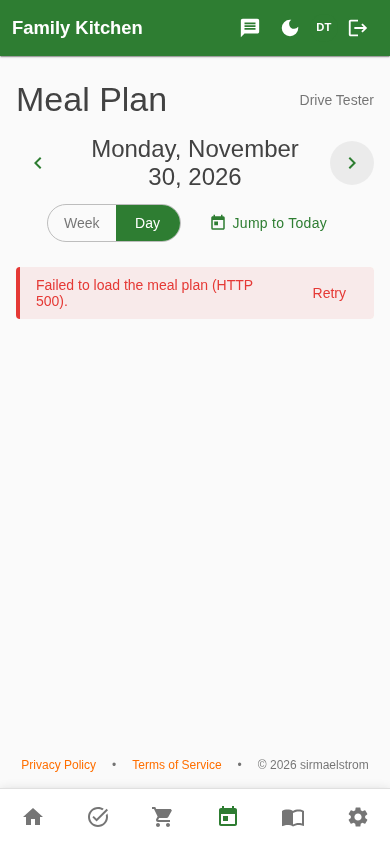 Family Kitchen DT
Meal Plan Drive Tester
Monday, November
30, 2026
Week Day Jump to Today
Failed to load the meal plan (HTTP
500). Retry
Privacy Policy • Terms of Service • © 2026 sirmaelstrom